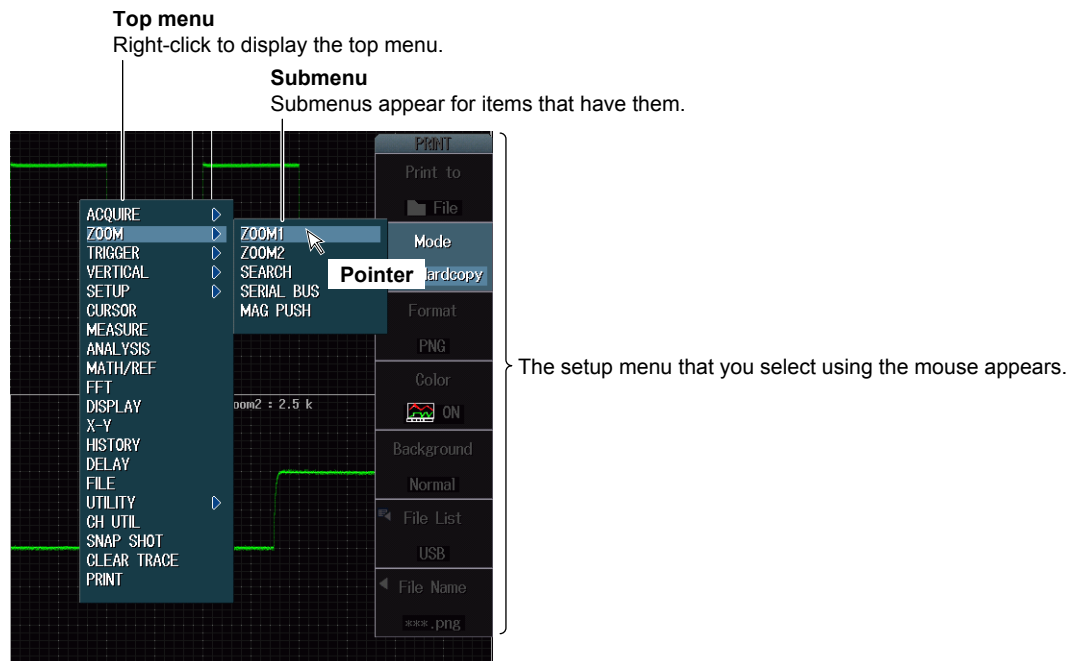 Top menu
Right-click to display the top menu.
Submenu
Submenus appear for items that have them.
ACQUIRE
ZOOM
TRIGGER
VERTICAL
SETUP
CURSOR
MEASURE
ANALYSIS
MATH/REF
FFT
DISPLAY
X-Y
HISTORY
DELAY
FILE
UTILITY
CH UTIL
SNAP SHOT
CLEAR TRACE
PRINT
ZOOM1
ZOOM2
SEARCH
SERIAL BUS
MAG PUSH
Pointer
oom2 : 2.5 k
PRINT
Print to
File
Mode
ardcopy
Format
PNG
Color
ON
Background
Normal
File List
USB
File Name
***.png
The setup menu that you select using the mouse appears.